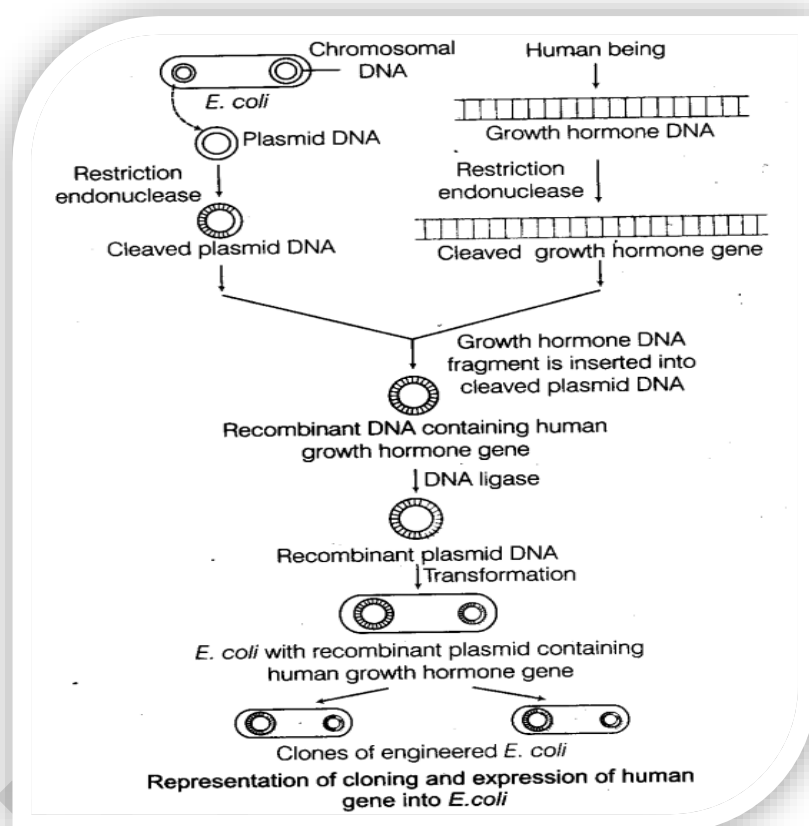 Chromosomal
DNA
E. coli
Plasmid DNA
Restriction
endonuclease
Cleaved plasmid DNA
Human being
Growth hormone DNA
Restriction
endonuclease
Cleaved growth hormone gene
Growth hormone DNA
fragment is inserted into
cleaved plasmid DNA
Recombinant DNA containing human
growth hormone gene
DNA ligase
Recombinant plasmid DNA
Transformation
E. coli with recombinant plasmid containing
human growth hormone gene
Clones of engineered E. coli
Representation of cloning and expression of human
gene into E.coli